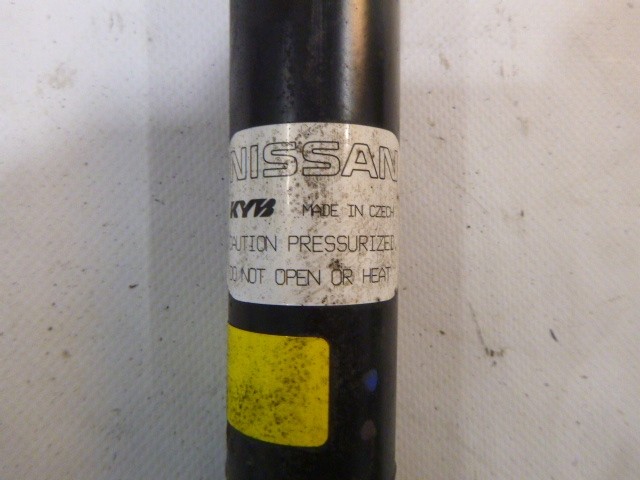 NISSAN
KYB MADE IN CZECH
CAUTION PRESSURIZED
DO NOT OPEN OR HEAT